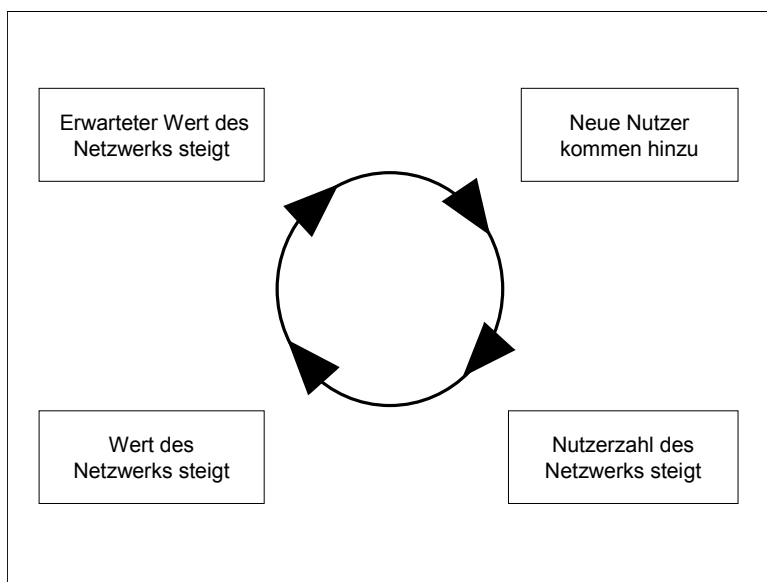 Erwarteter Wert des
Netzwerks steigt
Neue Nutzer
kommen hinzu
Wert des
Netzwerks steigt
Nutzerzahl des
Netzwerks steigt